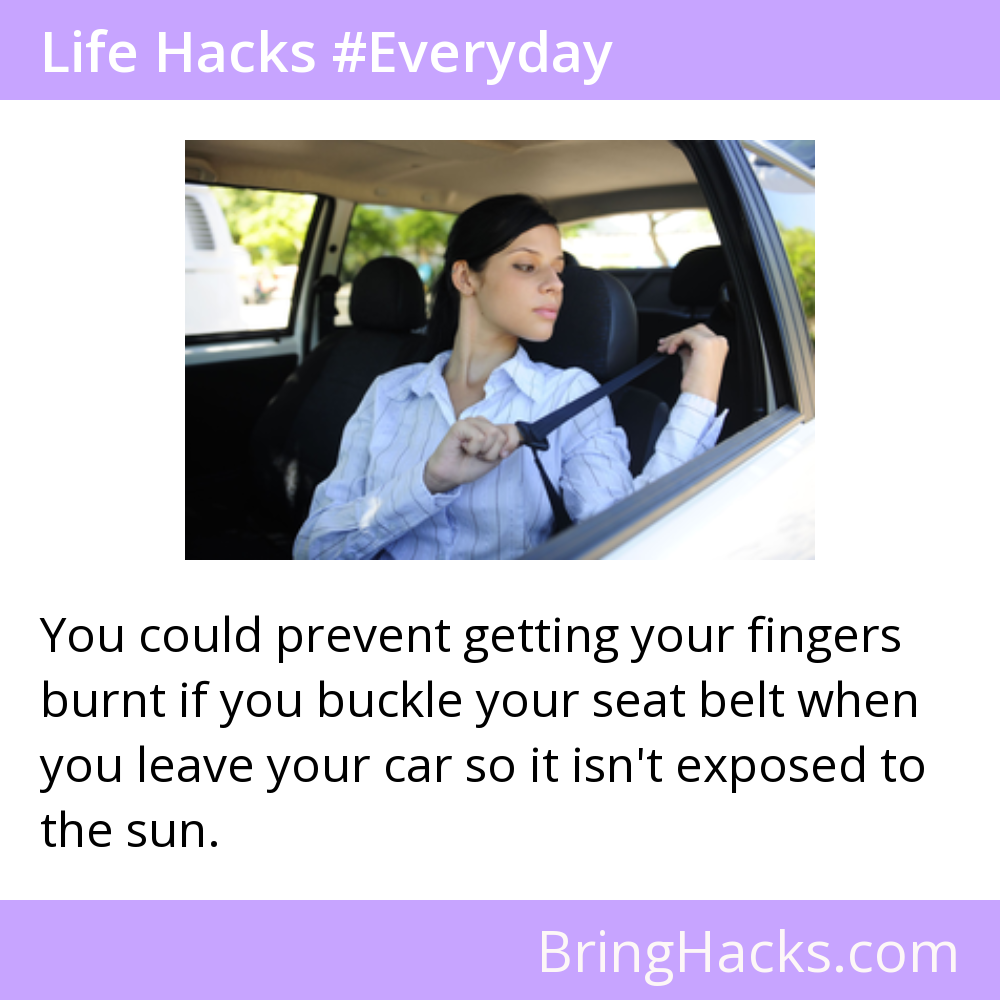 Life Hacks #Everyday
You could prevent getting your fingers
burnt if you buckle your seat belt when
you leave your car so it isn't exposed to
the sun.
BringHacks.com